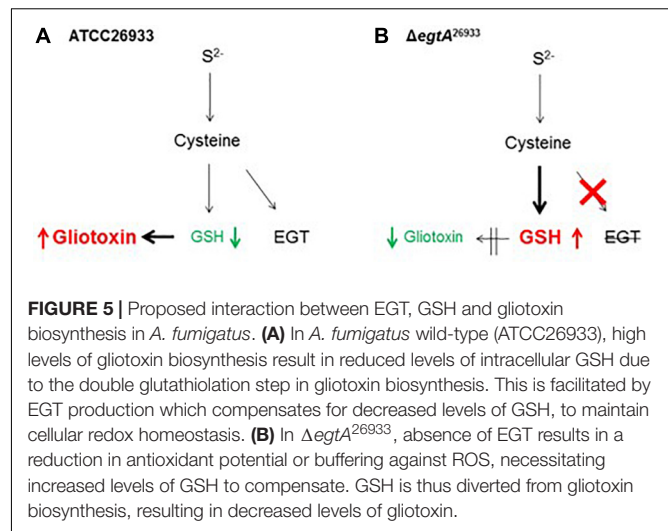 A ATCC26933
B ΔegtA²⁶⁹³³
S²⁻
S²⁻
Cysteine
Cysteine
↑Gliotoxin ← GSH ↓ EGT
↓ Gliotoxin GSH ↑ EGT
FIGURE 5 | Proposed interaction between EGT, GSH and gliotoxin
biosynthesis in A. fumigatus. (A) In A. fumigatus wild-type (ATCC26933), high
levels of gliotoxin biosynthesis result in reduced levels of intracellular GSH due
to the double glutathiolation step in gliotoxin biosynthesis. This is facilitated by
EGT production which compensates for decreased levels of GSH, to maintain
cellular redox homeostasis. (B) In ΔegtA²⁶⁹³³, absence of EGT results in a
reduction in antioxidant potential or buffering against ROS, necessitating
increased levels of GSH to compensate. GSH is thus diverted from gliotoxin
biosynthesis, resulting in decreased levels of gliotoxin.